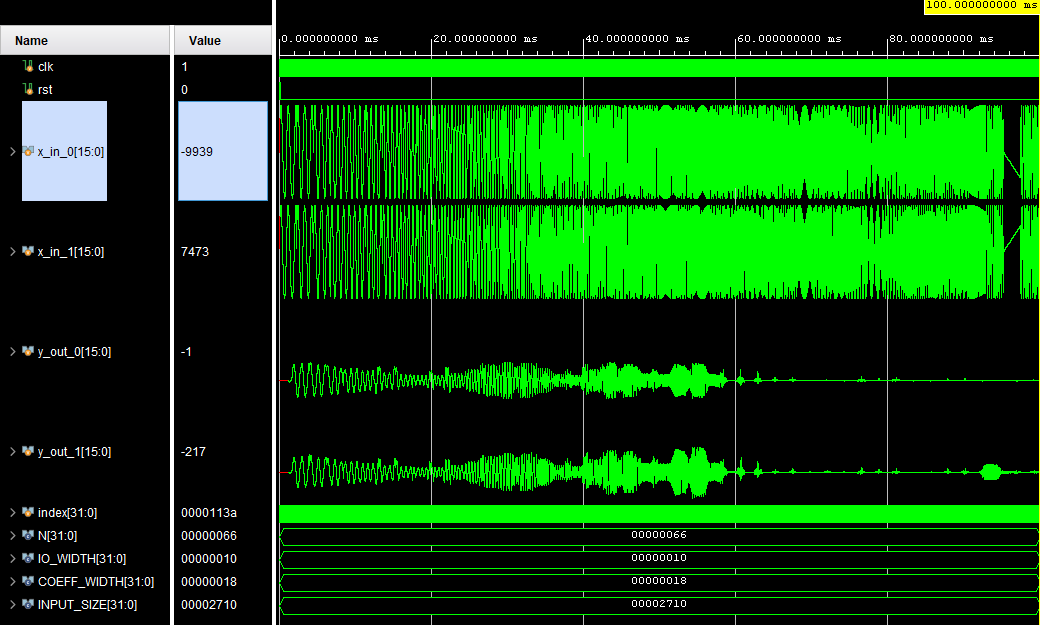 100.000000000 ms
Name Value
0.000000000 ms 20.000000000 ms 40.000000000 ms 60.000000000 ms 80.000000000 ms
clk 1
rst 0
x_in_0[15:0] -9939
x_in_1[15:0] 7473
y_out_0[15:0] -1
y_out_1[15:0] -217
index[31:0] 0000113a
N[31:0] 00000066 00000066
IO_WIDTH[31:0] 00000010 00000010
COEFF_WIDTH[31:0] 00000018 00000018
INPUT_SIZE[31:0] 00002710 00002710